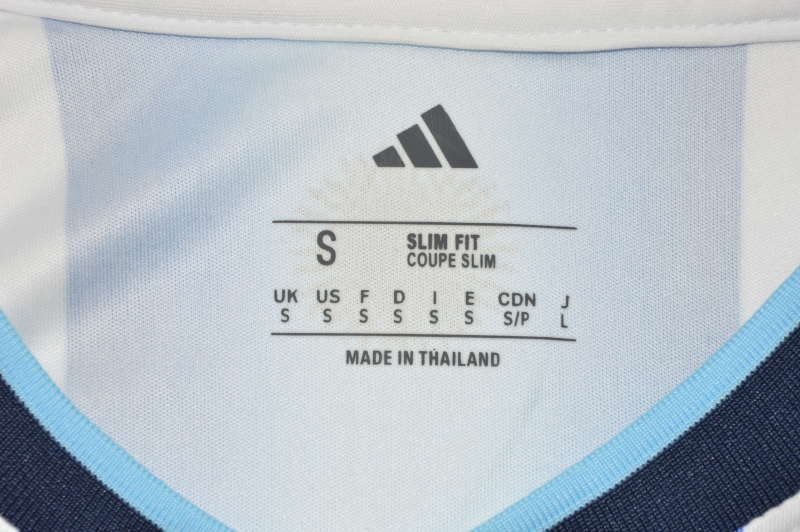 S SLIM FIT
COUPE SLIM
UK US F D I E CDN J
S S S S S S S/P L
MADE IN THAILAND